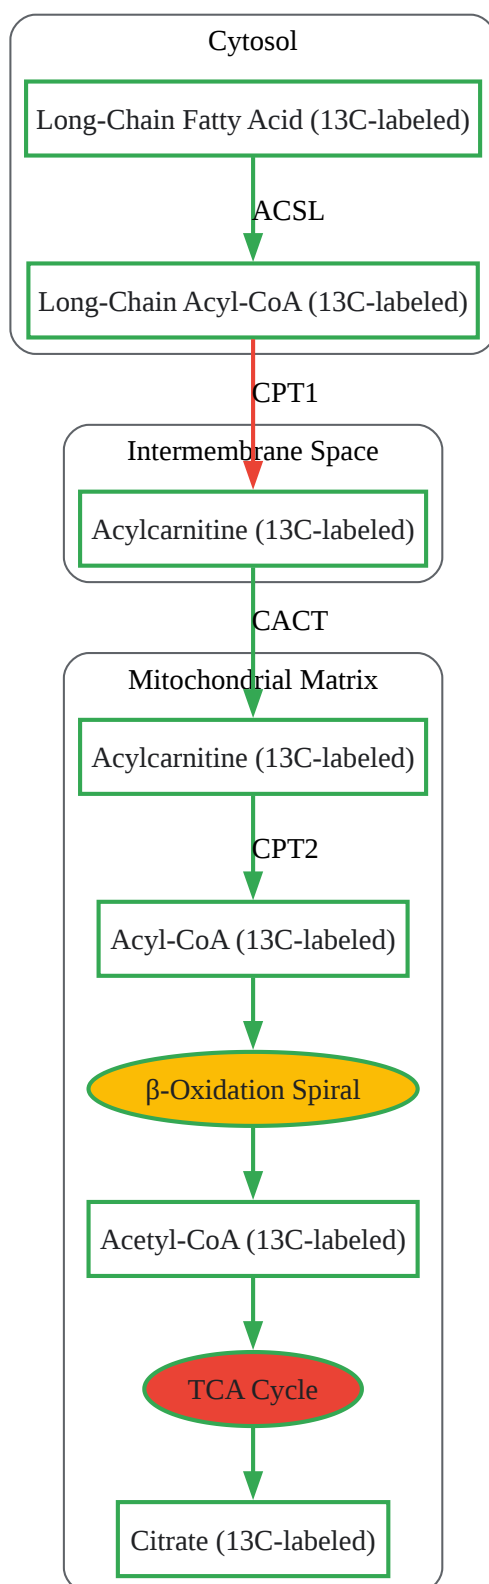 Cytosol
Long-Chain Fatty Acid (13C-labeled)
ACSL
Long-Chain Acyl-CoA (13C-labeled)
CPT1
Intermembrane Space
Acylcarnitine (13C-labeled)
CACT
Mitochondrial Matrix
Acylcarnitine (13C-labeled)
CPT2
Acyl-CoA (13C-labeled)
β-Oxidation Spiral
Acetyl-CoA (13C-labeled)
TCA Cycle
Citrate (13C-labeled)